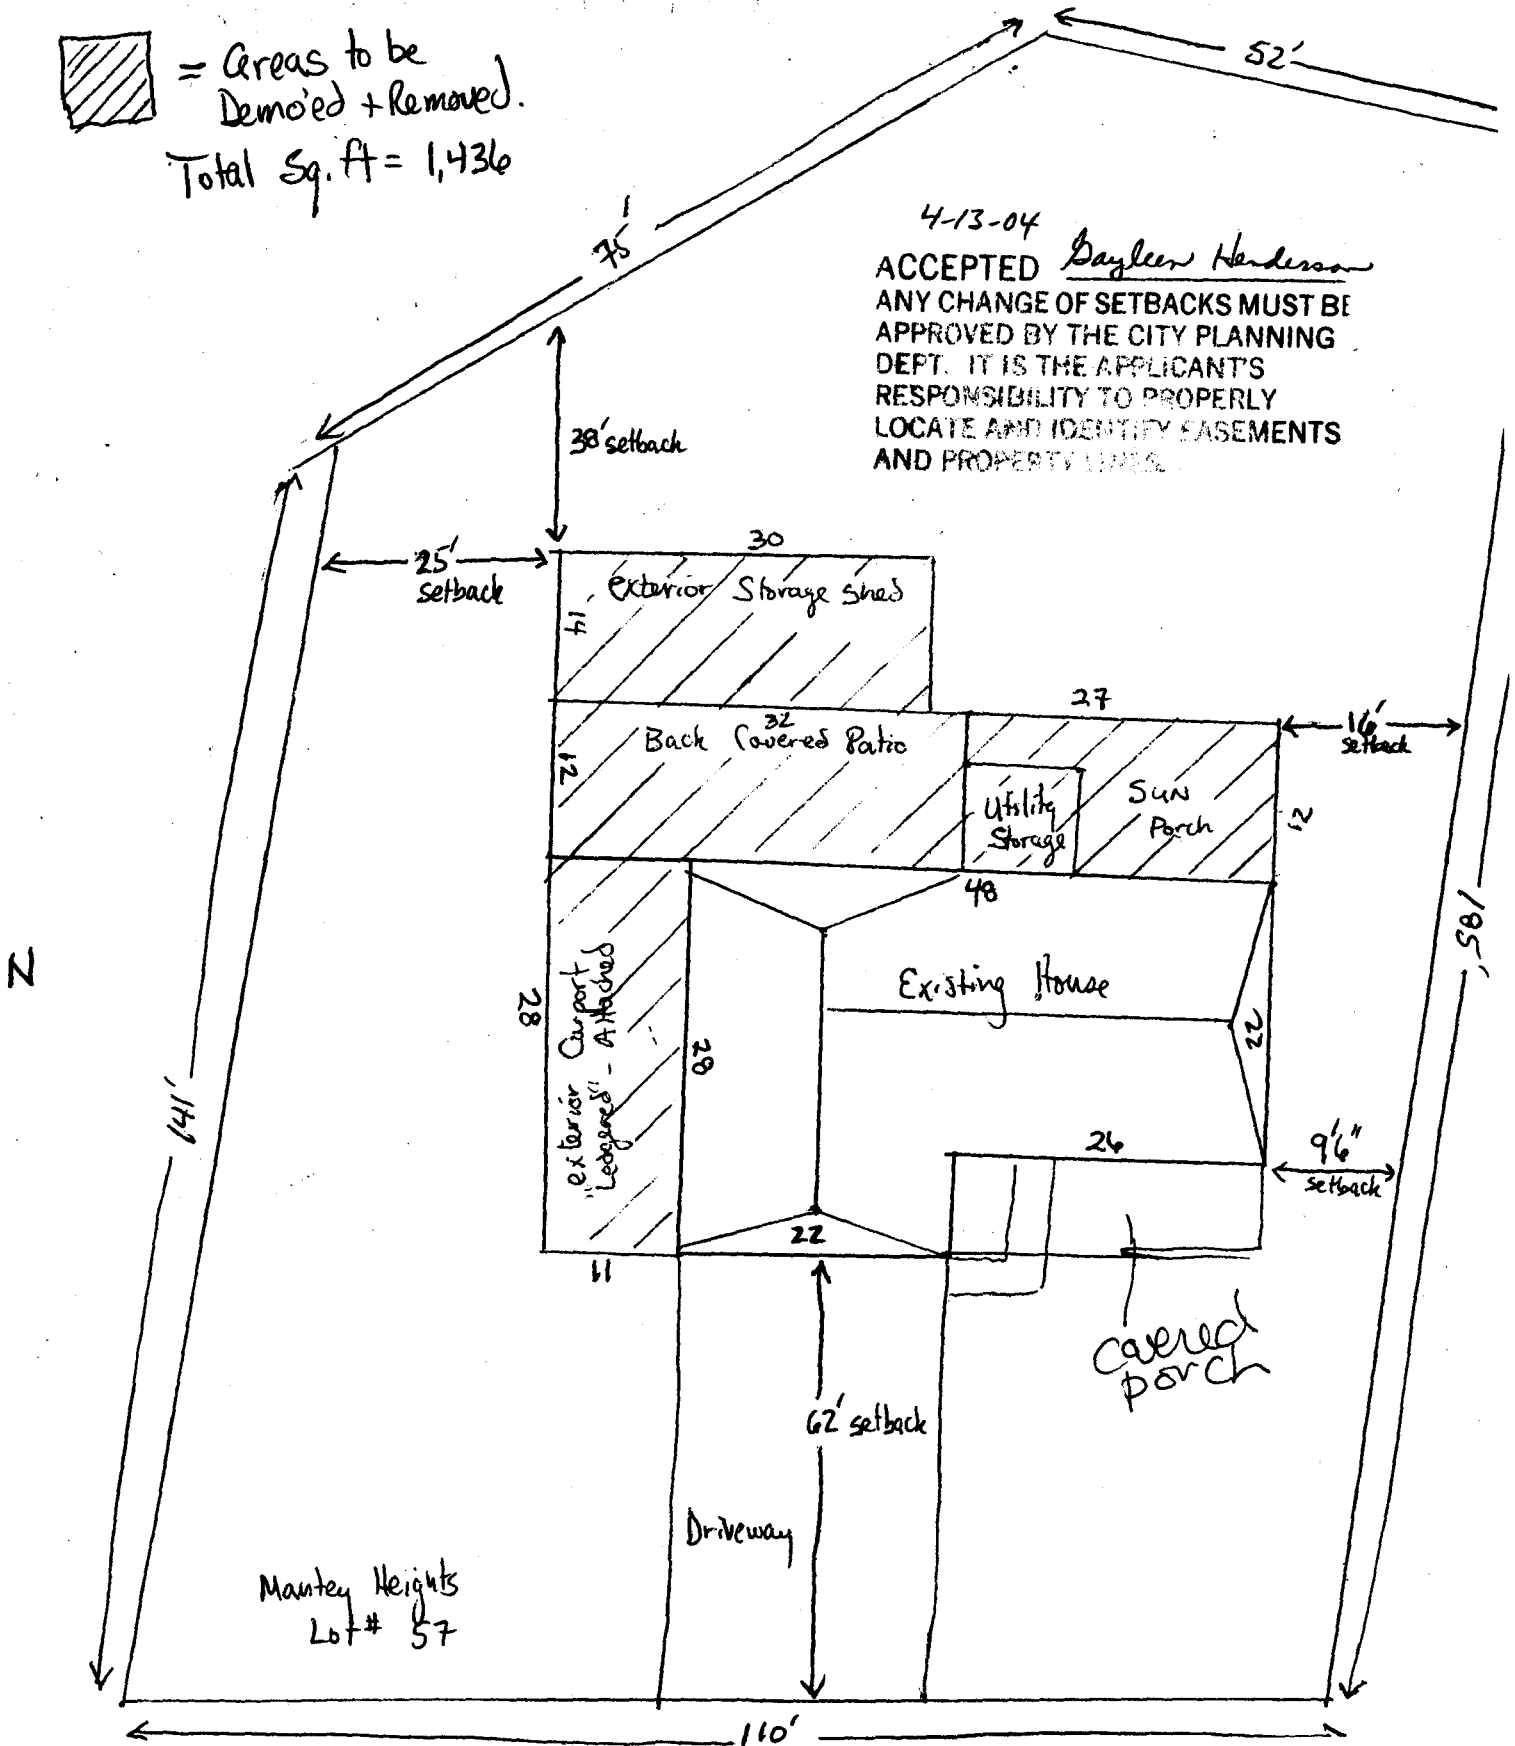 = Areas to be
Demo'ed + Removed.
Total Sq. ft = 1,436
52'
75'
4-13-04
ACCEPTED Gayleen Henderson
ANY CHANGE OF SETBACKS MUST BE
APPROVED BY THE CITY PLANNING
DEPT. IT IS THE APPLICANT'S
RESPONSIBILITY TO PROPERLY
LOCATE AND IDENTIFY EASEMENTS
AND PROPERTY LINES.
38' setback
25'
setback
30
exterior Storage Shed
14
27
16'
setback
32
Back Covered Patio
12
Utility
Storage
SUN
Porch
12
48
185'
N
Existing House
28
"exterior Carport
Ledgered" - Attached
28
22
141'
26
9'6"
setback
22
11
covered
porch
62' setback
Driveway
Mantey Heights
Lot # 57
110'